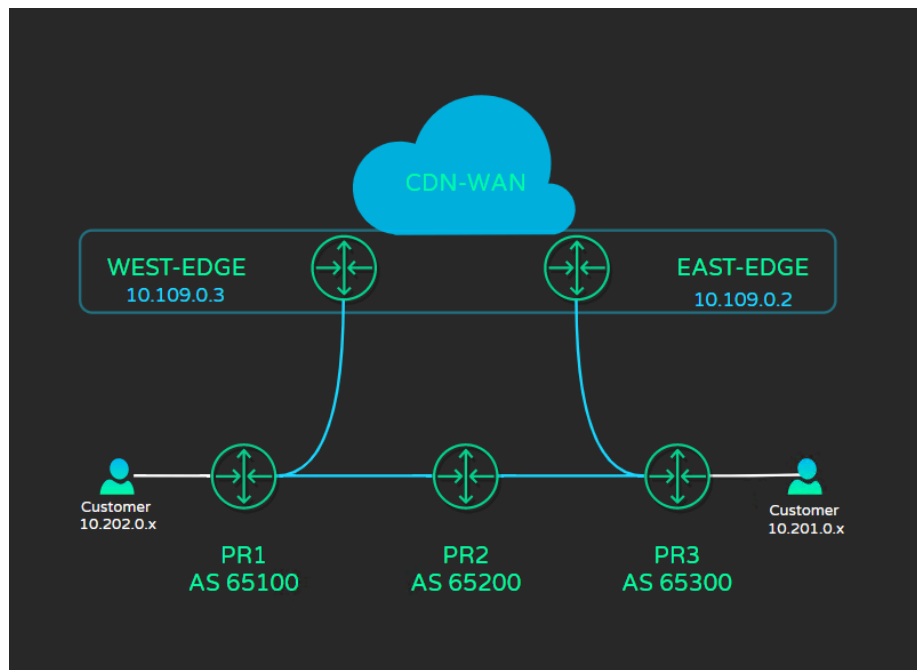 CDN-WAN
WEST-EDGE
10.109.0.3
EAST-EDGE
10.109.0.2
Customer
10.202.0.x
Customer
10.201.0.x
PR1
AS 65100
PR2
AS 65200
PR3
AS 65300